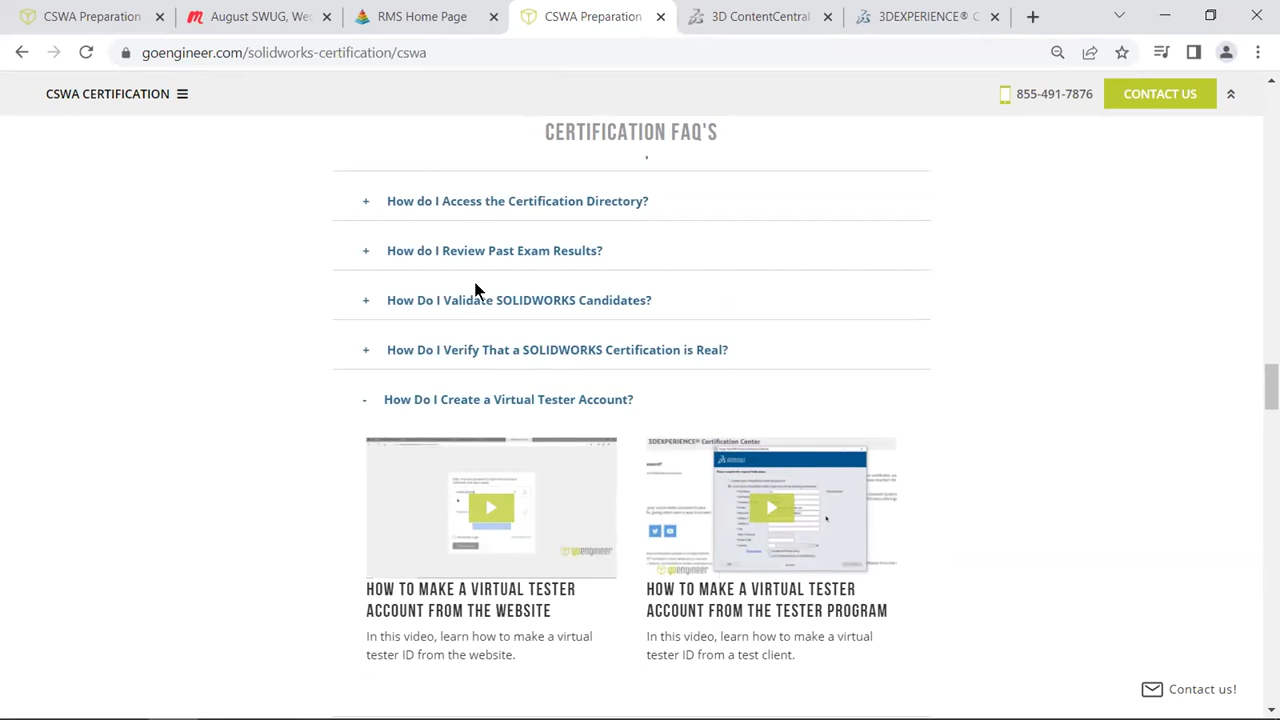 CSWA Preparation
August SWUG, We
RMS Home Page
CSWA Preparation
3D ContentCentral
3DEXPERIENCE® C
goengineer.com/solidworks-certification/cswa
CSWA CERTIFICATION
855-491-7876
CONTACT US
CERTIFICATION FAQ'S
+ How do I Access the Certification Directory?
+ How do I Review Past Exam Results?
+ How Do I Validate SOLIDWORKS Candidates?
+ How Do I Verify That a SOLIDWORKS Certification is Real?
- How Do I Create a Virtual Tester Account?
goengineer
3DEXPERIENCE® Certification Center
goengineer
HOW TO MAKE A VIRTUAL TESTER
ACCOUNT FROM THE WEBSITE
In this video, learn how to make a virtual
tester ID from the website.
HOW TO MAKE A VIRTUAL TESTER
ACCOUNT FROM THE TESTER PROGRAM
In this video, learn how to make a virtual
tester ID from a test client.
Contact us!